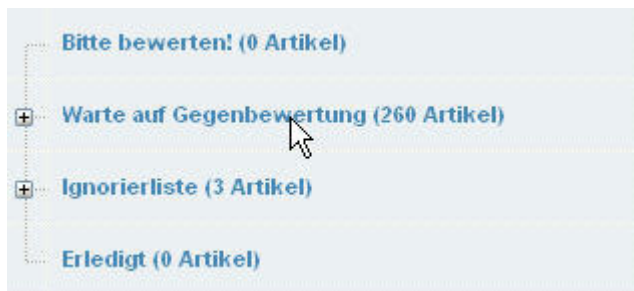 Bitte bewerten! (0 Artikel)
Warte auf Gegenbewertung (260 Artikel)
Ignorierliste (3 Artikel)
Erledigt (0 Artikel)